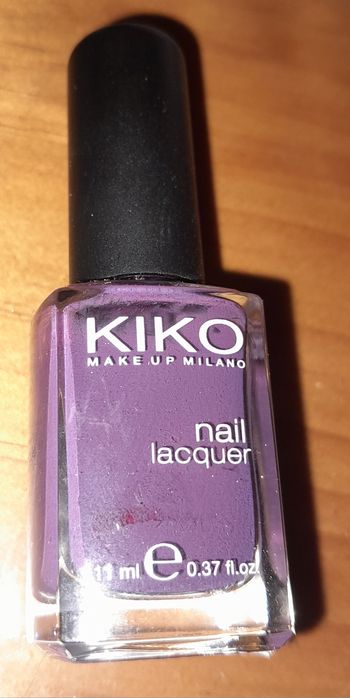 KIKO
MAKE UP MILANO
nail
lacquer
11 ml e 0.37 fl.oz